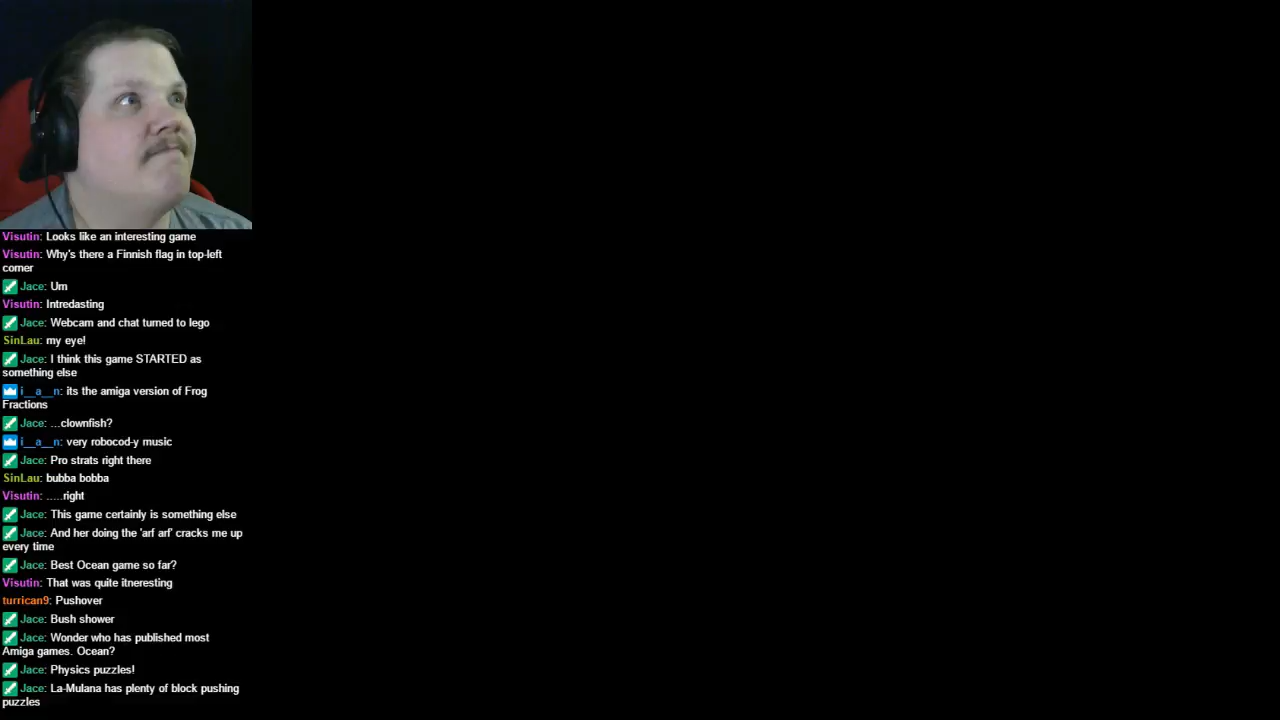 Visutin: Looks like an interesting game
Visutin: Why's there a Finnish flag in top-left
corner
Jace: Um
Visutin: Intredasting
Jace: Webcam and chat turned to lego
SinLau: my eye!
Jace: I think this game STARTED as
something else
i__a__n: its the amiga version of Frog
Fractions
Jace: ...clownfish?
i__a__n: very robocod-y music
Jace: Pro strats right there
SinLau: bubba bobba
Visutin: .....right
Jace: This game certainly is something else
Jace: And her doing the 'arf arf' cracks me up
every time
Jace: Best Ocean game so far?
Visutin: That was quite itneresting
turrican9: Pushover
Jace: Bush shower
Jace: Wonder who has published most
Amiga games. Ocean?
Jace: Physics puzzles!
Jace: La-Mulana has plenty of block pushing
puzzles